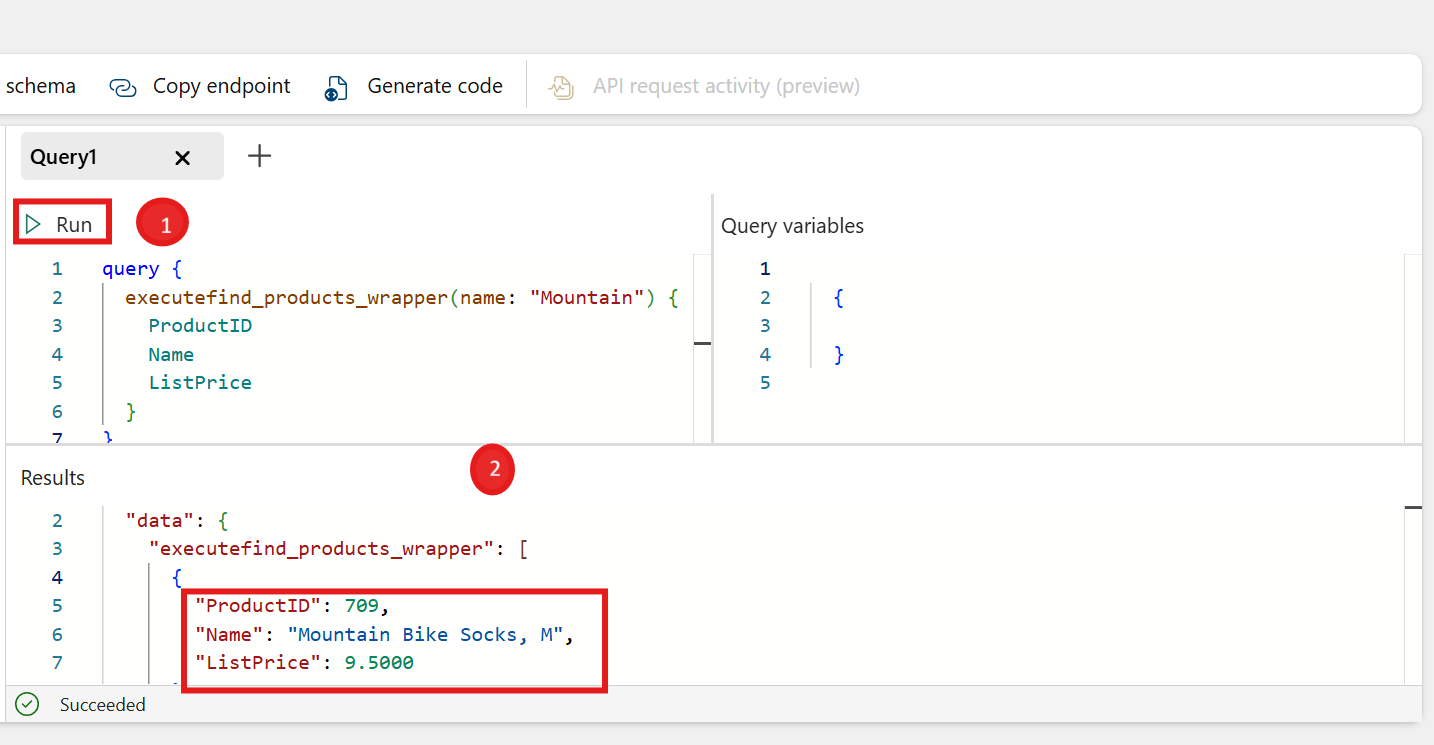 schema Copy endpoint Generate code API request activity (preview)
Query1
Run 1
Query variables
1 query {
2 executefind_products_wrapper(name: "Mountain") {
3 ProductID
4 Name
5 ListPrice
6 }
7 }
1
2 {
3
4 }
5
Results 2
2 "data": {
3 "executefind_products_wrapper": [
4 {
5 "ProductID": 709,
6 "Name": "Mountain Bike Socks, M",
7 "ListPrice": 9.5000
Succeeded